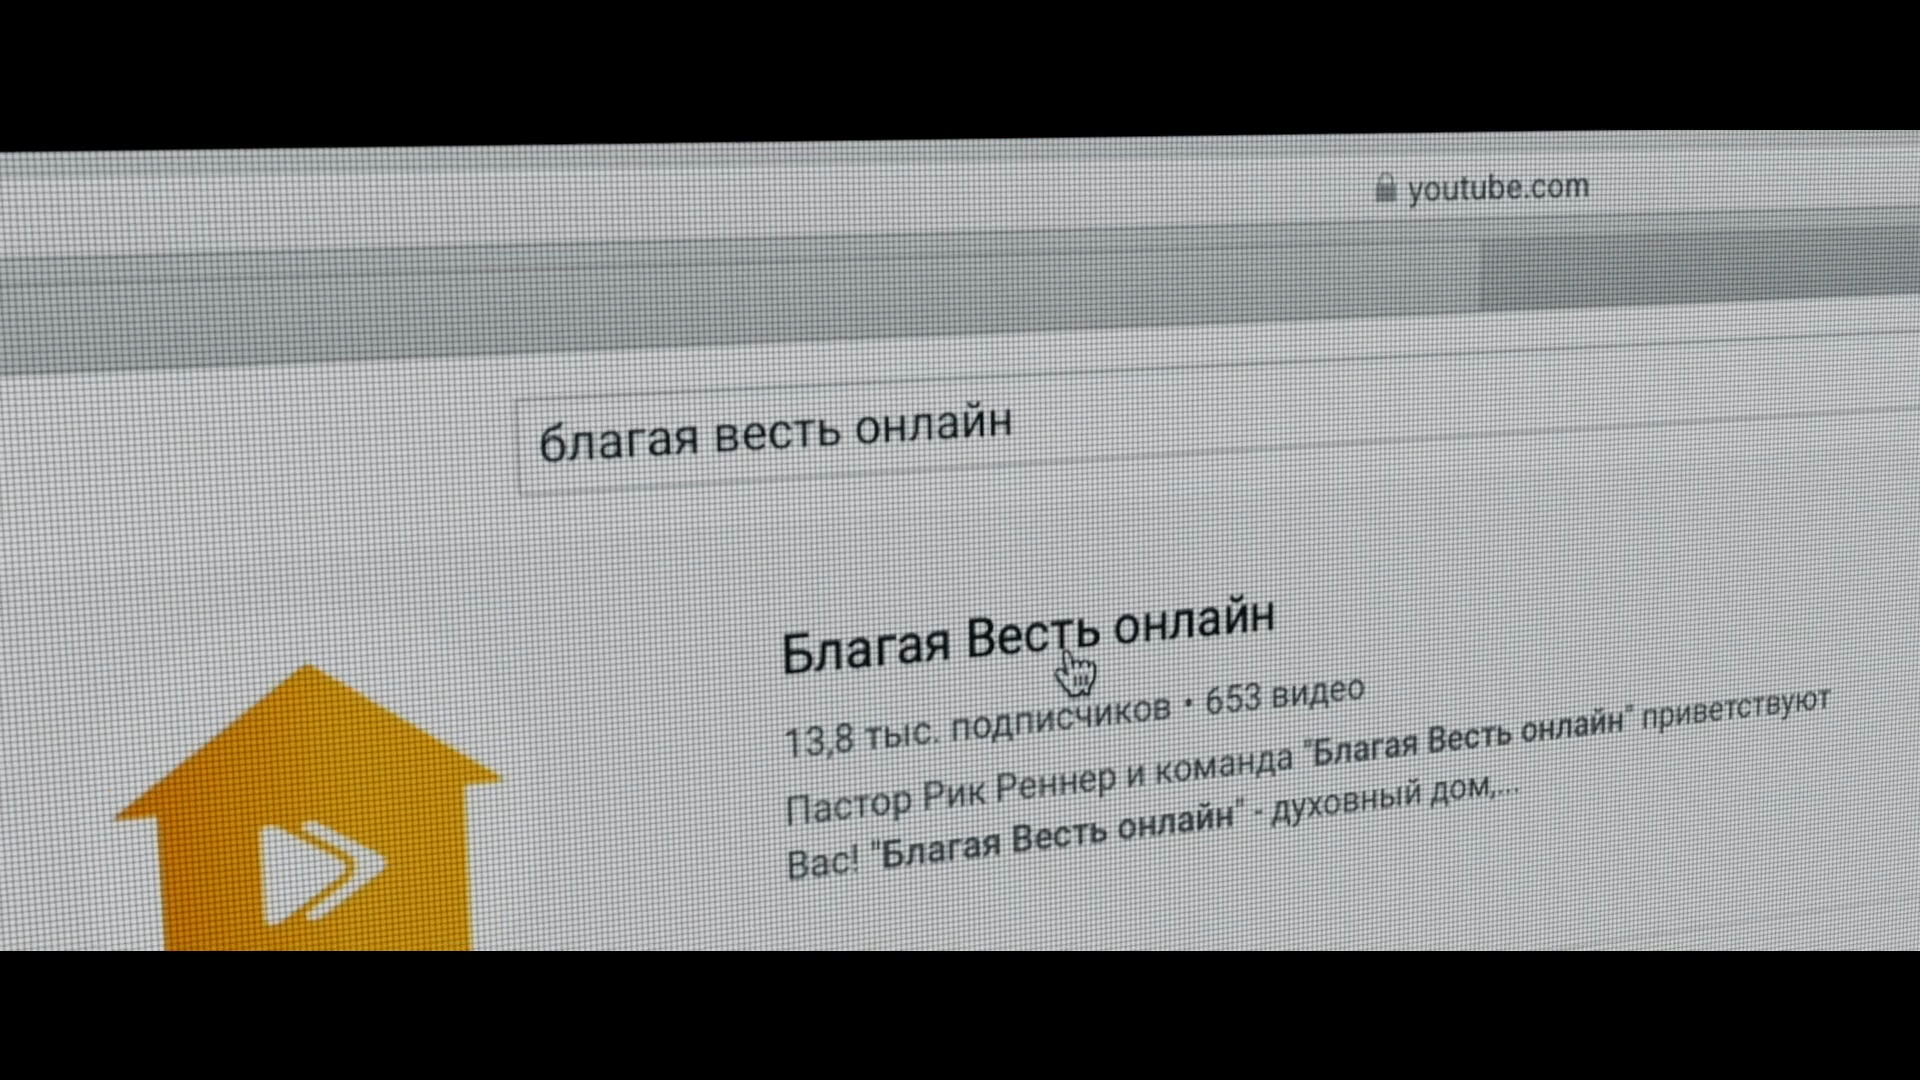 youtube.com
благая весть онлайн
Благая Весть онлайн
13,8 тыс. подписчиков • 653 видео
Пастор Рик Реннер и команда "Благая Весть онлайн" приветствуют
Вас! "Благая Весть онлайн" - духовный дом,...